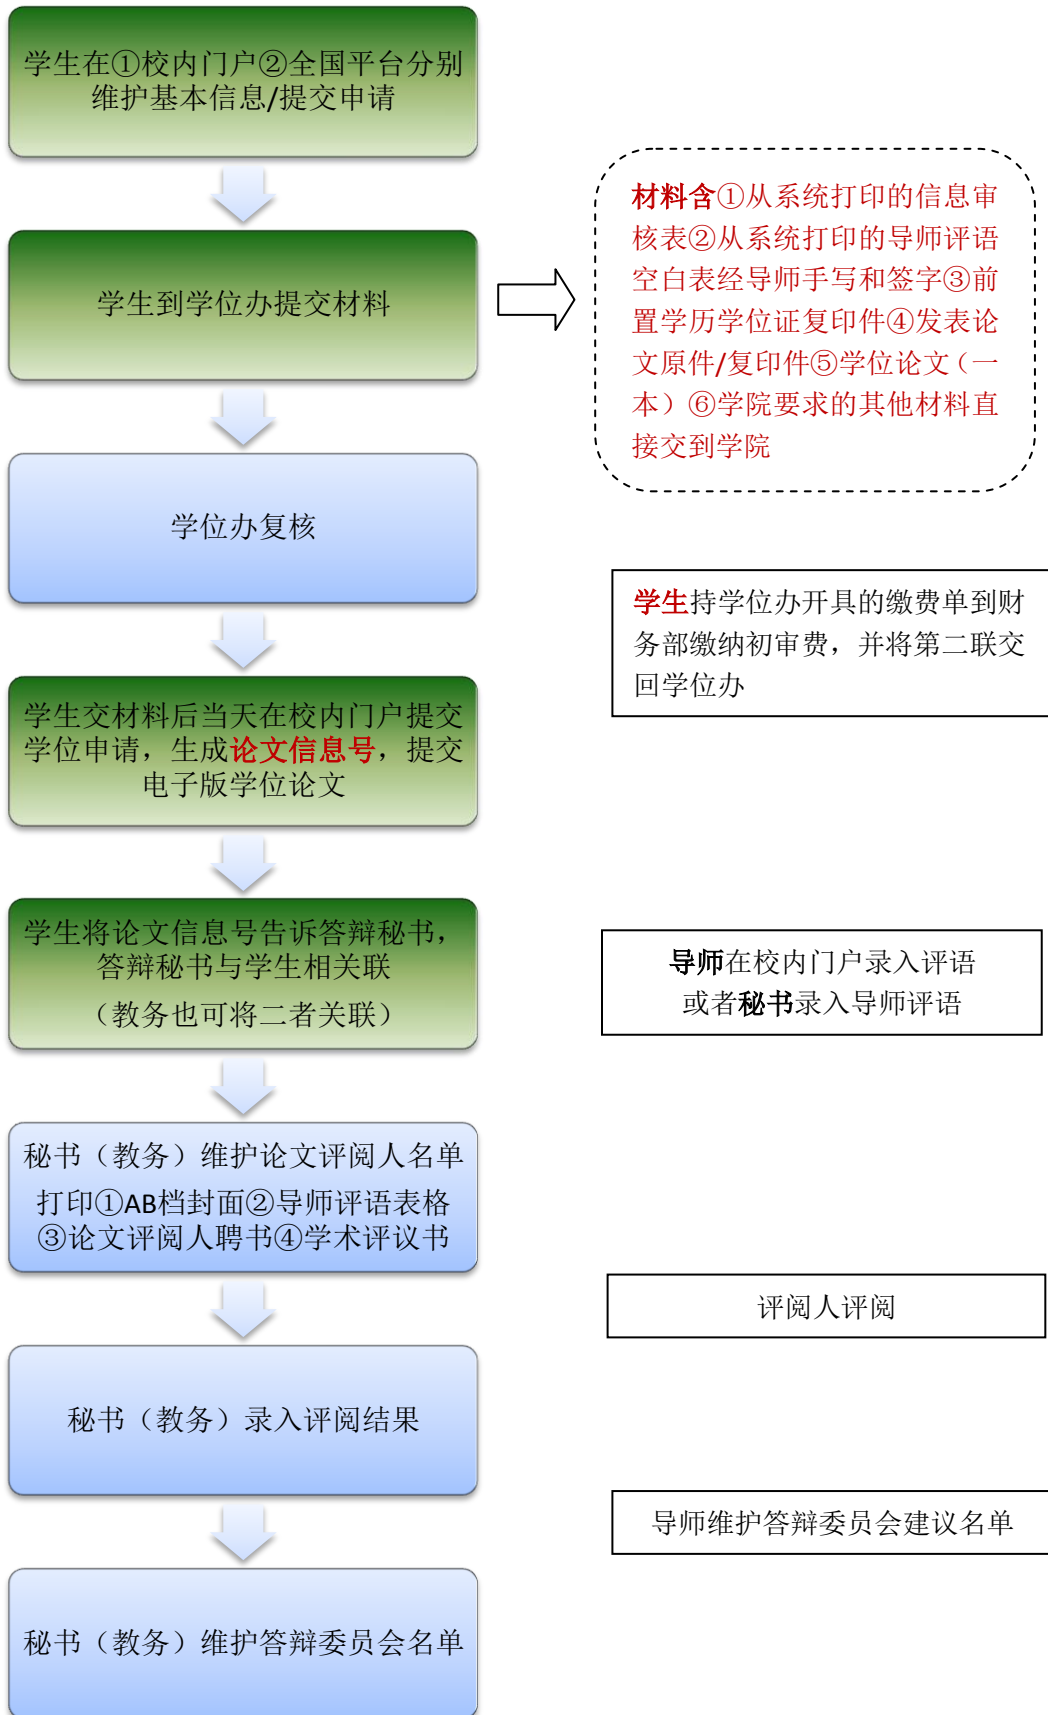 学生在①校内门户②全国平台分别
维护基本信息/提交申请
学生到学位办提交材料
材料含①从系统打印的信息审
核表②从系统打印的导师评语
空白表经导师手写和签字③前
置学历学位证复印件④发表论
文原件/复印件⑤学位论文（一
本）⑥学院要求的其他材料直
接交到学院
学位办复核
学生持学位办开具的缴费单到财
务部缴纳初审费，并将第二联交
回学位办
学生交材料后当天在校内门户提交
学位申请，生成论文信息号，提交
电子版学位论文
学生将论文信息号告诉答辩秘书，
答辩秘书与学生相关联
（教务也可将二者关联）
导师在校内门户录入评语
或者秘书录入导师评语
秘书（教务）维护论文评阅人名单
打印①AB档封面②导师评语表格
③论文评阅人聘书④学术评议书
评阅人评阅
秘书（教务）录入评阅结果
导师维护答辩委员会建议名单
秘书（教务）维护答辩委员会名单